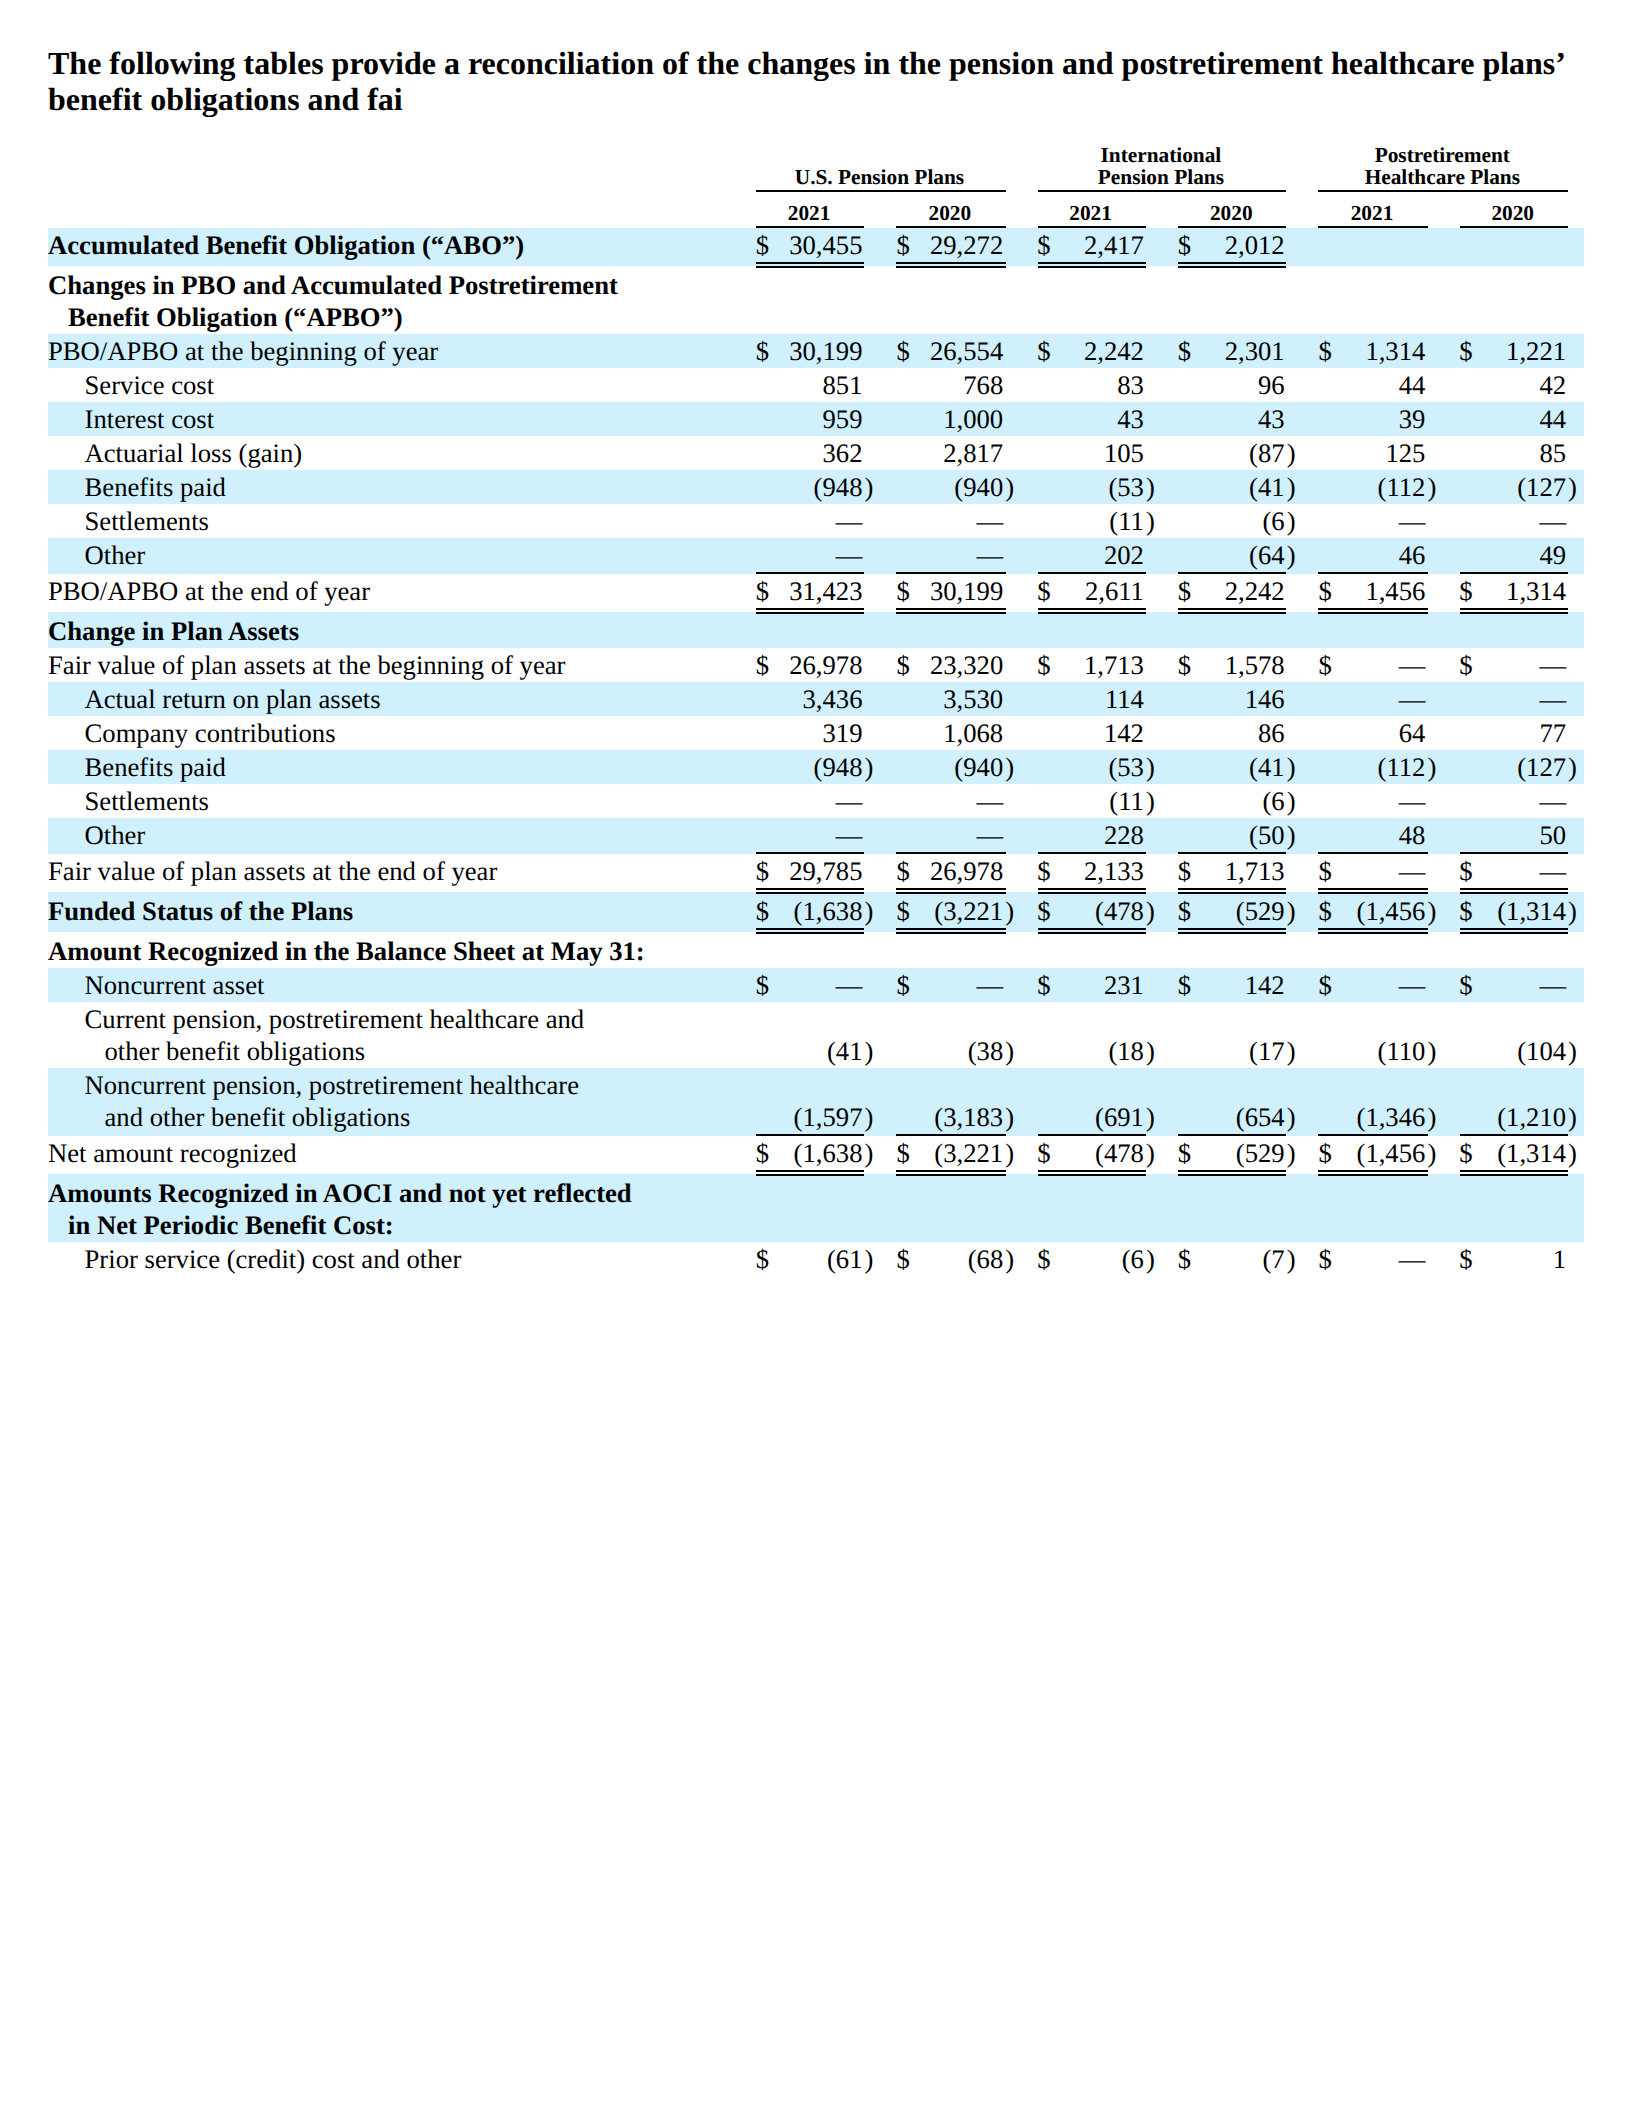 The following tables provide a reconciliation of the changes in the pension and postretirement healthcare plans’
benefit obligations and fai
U.S. Pension Plans International Pension Plans Postretirement Healthcare Plans
2021 2020 2021 2020 2021 2020
Accumulated Benefit Obligation (“ABO”) $ 30,455 $ 29,272 $ 2,417 $ 2,012
Changes in PBO and Accumulated Postretirement
Benefit Obligation (“APBO”)
PBO/APBO at the beginning of year $ 30,199 $ 26,554 $ 2,242 $ 2,301 $ 1,314 $ 1,221
Service cost 851 768 83 96 44 42
Interest cost 959 1,000 43 43 39 44
Actuarial loss (gain) 362 2,817 105 (87) 125 85
Benefits paid (948) (940) (53) (41) (112) (127)
Settlements — — (11) (6) — —
Other — — 202 (64) 46 49
PBO/APBO at the end of year $ 31,423 $ 30,199 $ 2,611 $ 2,242 $ 1,456 $ 1,314
Change in Plan Assets
Fair value of plan assets at the beginning of year $ 26,978 $ 23,320 $ 1,713 $ 1,578 $ — $ —
Actual return on plan assets 3,436 3,530 114 146 — —
Company contributions 319 1,068 142 86 64 77
Benefits paid (948) (940) (53) (41) (112) (127)
Settlements — — (11) (6) — —
Other — — 228 (50) 48 50
Fair value of plan assets at the end of year $ 29,785 $ 26,978 $ 2,133 $ 1,713 $ — $ —
Funded Status of the Plans $ (1,638) $ (3,221) $ (478) $ (529) $ (1,456) $ (1,314)
Amount Recognized in the Balance Sheet at May 31:
Noncurrent asset $ — $ — $ 231 $ 142 $ — $ —
Current pension, postretirement healthcare and
other benefit obligations (41) (38) (18) (17) (110) (104)
Noncurrent pension, postretirement healthcare
and other benefit obligations (1,597) (3,183) (691) (654) (1,346) (1,210)
Net amount recognized $ (1,638) $ (3,221) $ (478) $ (529) $ (1,456) $ (1,314)
Amounts Recognized in AOCI and not yet reflected
in Net Periodic Benefit Cost:
Prior service (credit) cost and other $ (61) $ (68) $ (6) $ (7) $ — $ 1